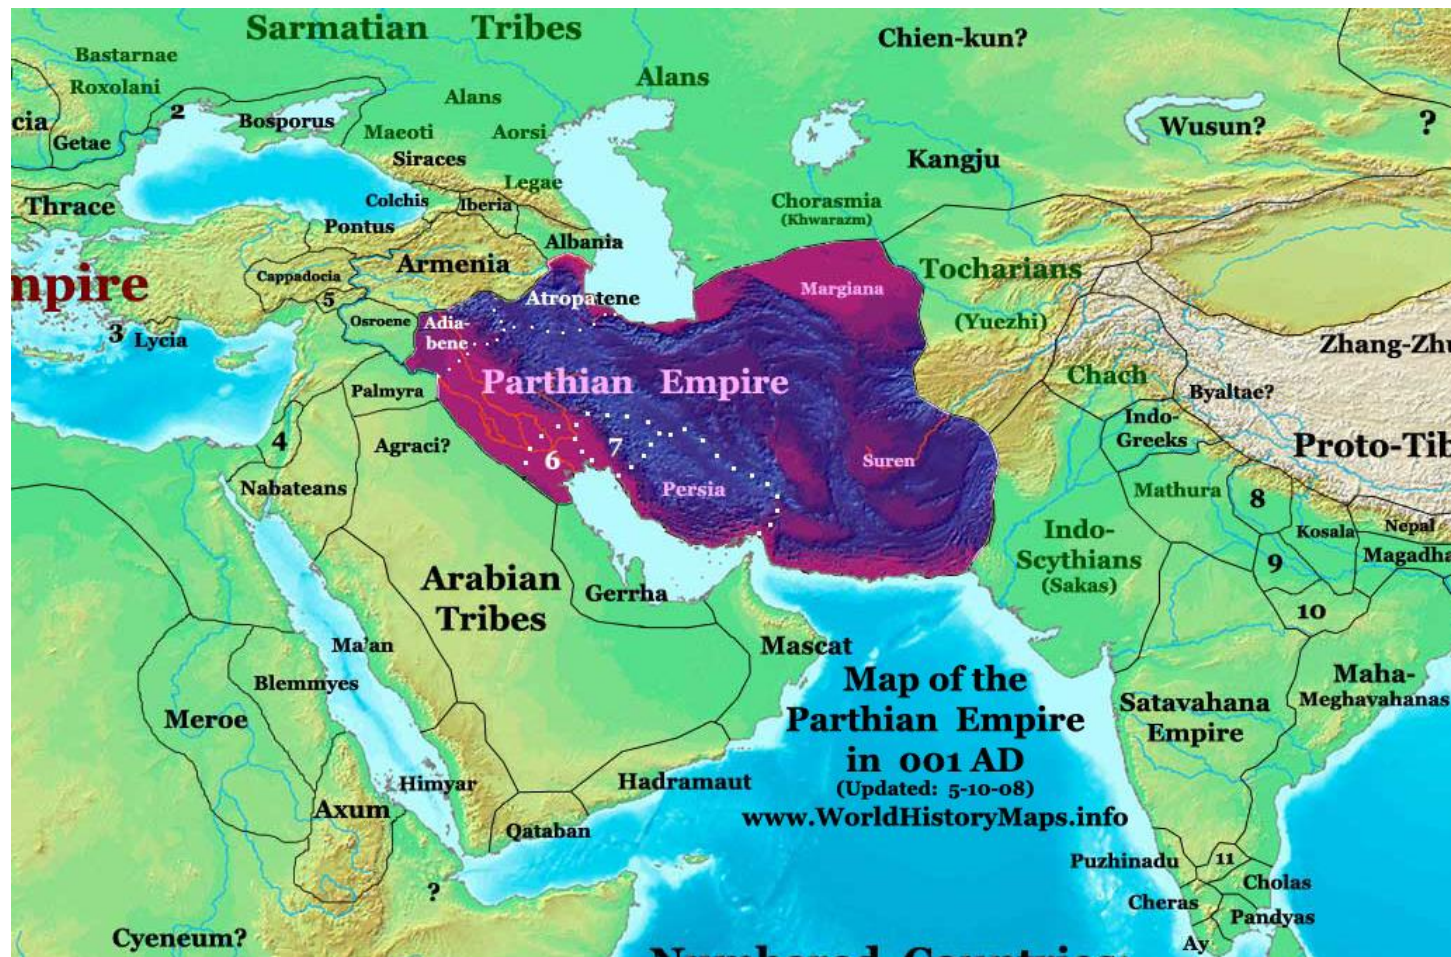 Sarmatian Tribes
Chien-kun?
Bastarnae
Roxolani
Alans
Alans
2
Bosporus
cia
Getae
Maeoti
Aorsi
Siraces
Wusun?
?
Kangju
Legae
Thrace
Colchis
Iberia
Chorasmia
(Khwarazm)
Pontus
Albania
Armenia
Cappadocia
Tocharians
mpire
Atropatene
Margiana
5
Osroene
Adia-
bene
(Yuezhi)
3
Lycia
Zhang-Zhu
Parthian Empire
Chach
Palmyra
Byaltae?
Indo-
Greeks
4
Agraci?
7
6
Suren
Proto-Tib
Nabateans
Persia
Mathura
8
Indo-
Scythians
(Sakas)
Kosala
Nepal
Magadha
9
Arabian
Tribes
Gerrha
10
Ma'an
Mascat
Blemmyes
Meroe
Map of the
Parthian Empire
in 001 AD
(Updated: 5-10-08)
www.WorldHistoryMaps.info
Satavahana
Empire
Maha-
Meghavahanas
Himyar
Hadramaut
Axum
Qataban
Puzhinadu
11
Cholas
?
Cheras
Pandyas
Cyeneum?
Ay
Numbered Countries: